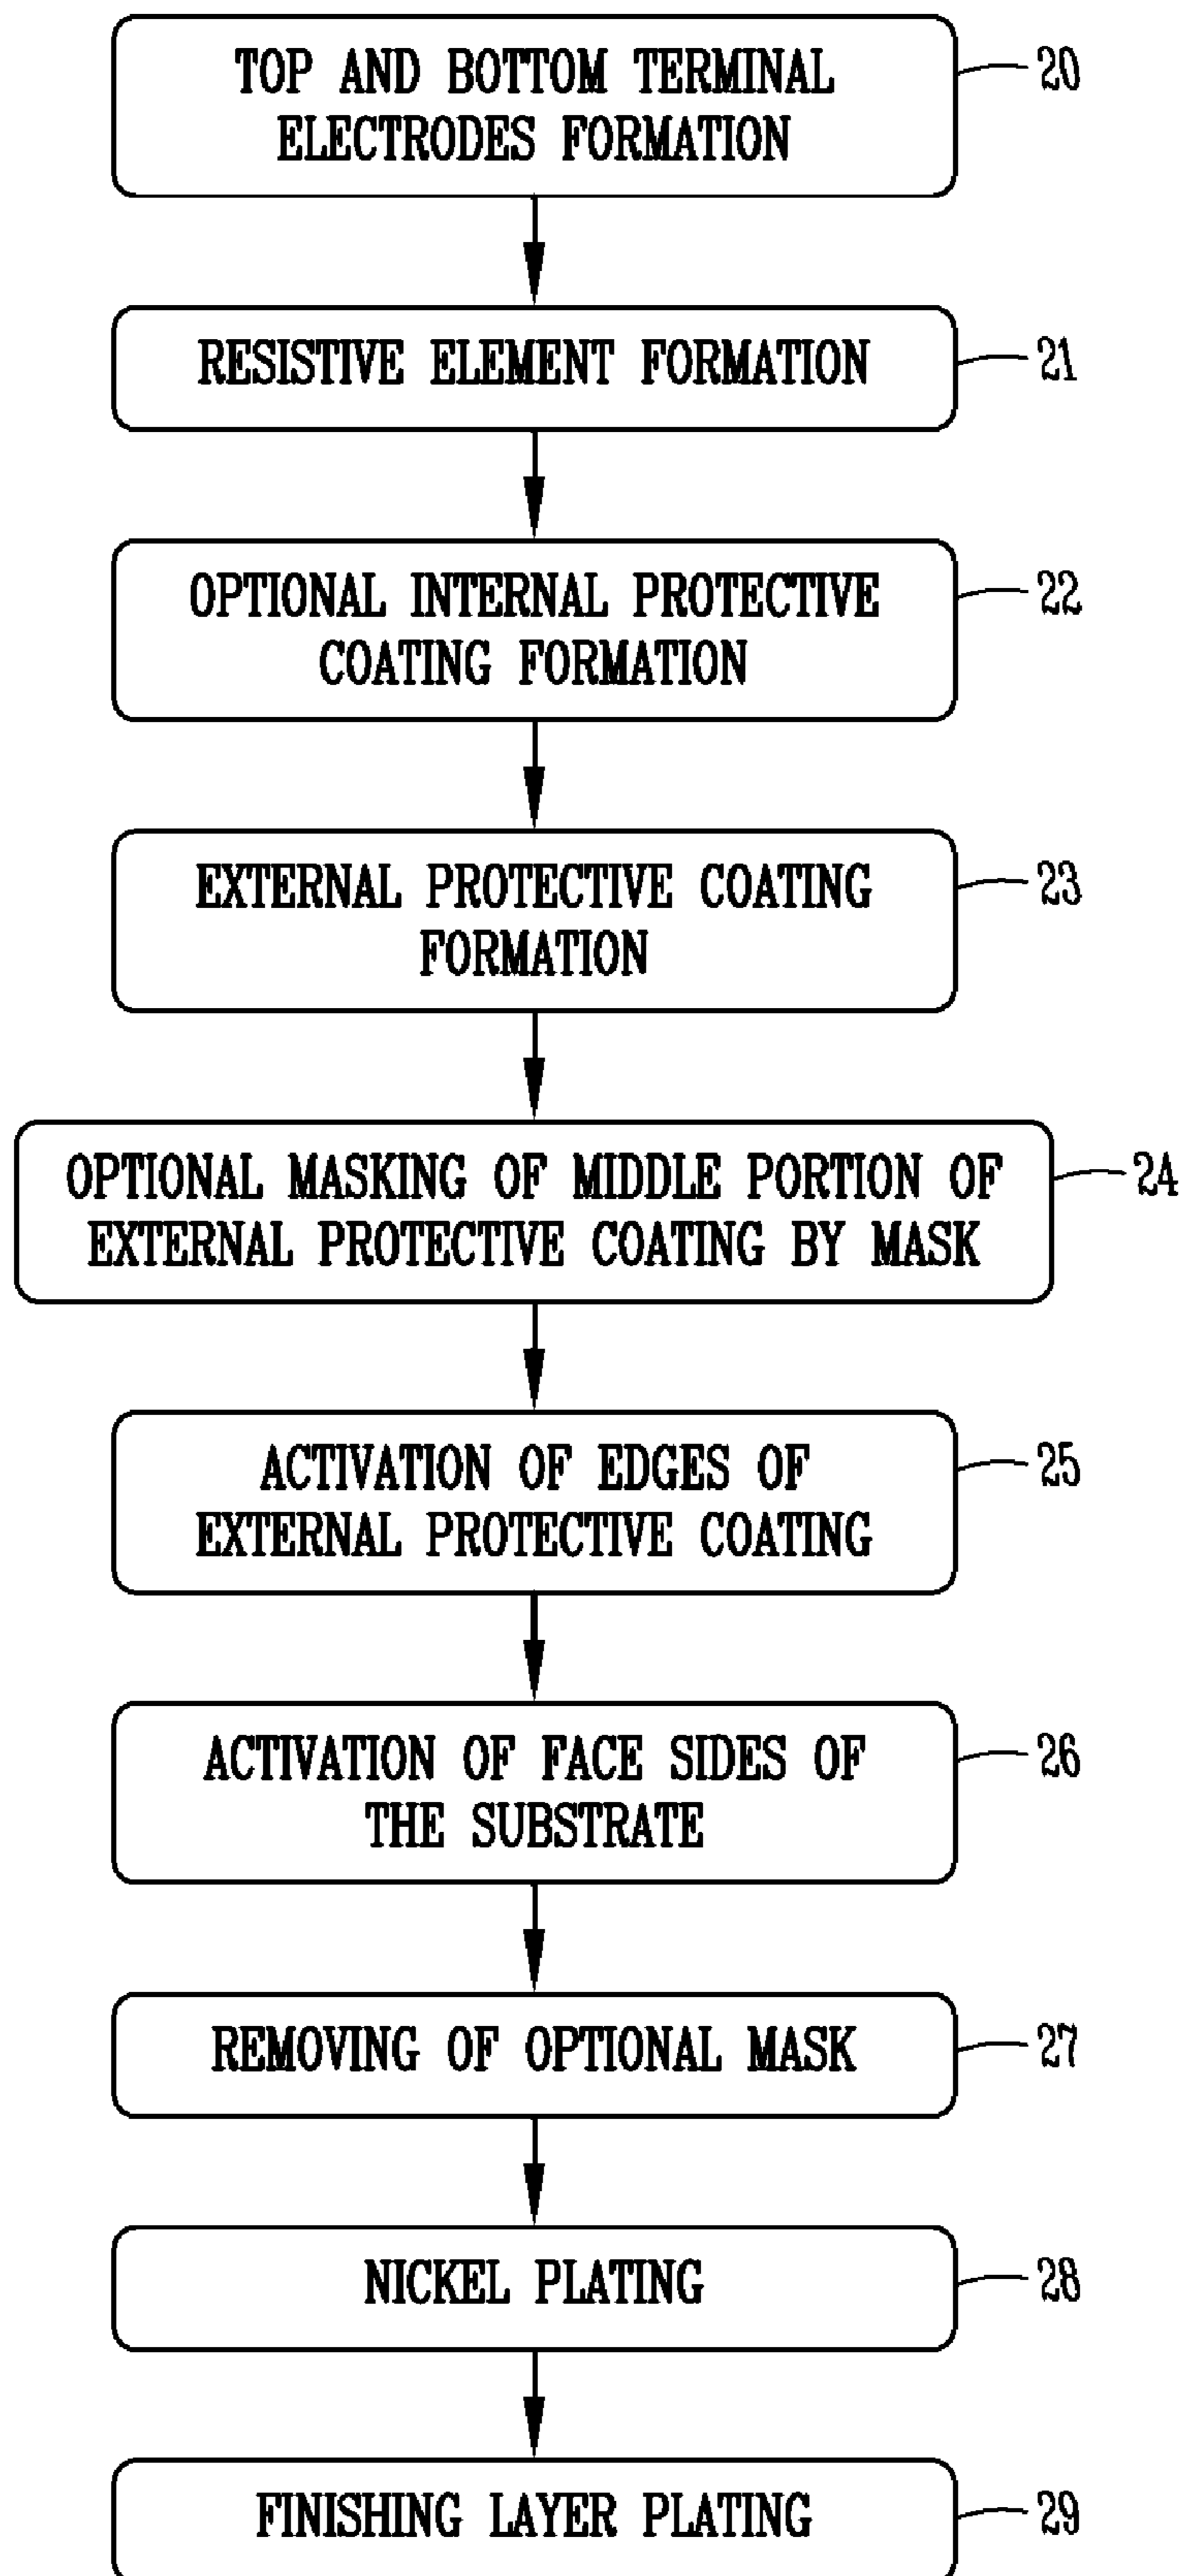 TOP AND BOTTOM TERMINAL
ELECTRODES FORMATION
20
RESISTIVE ELEMENT FORMATION
21
OPTIONAL INTERNAL PROTECTIVE
COATING FORMATION
22
EXTERNAL PROTECTIVE COATING
FORMATION
23
OPTIONAL MASKING OF MIDDLE PORTION OF
EXTERNAL PROTECTIVE COATING BY MASK
24
ACTIVATION OF EDGES OF
EXTERNAL PROTECTIVE COATING
25
ACTIVATION OF FACE SIDES OF
THE SUBSTRATE
26
REMOVING OF OPTIONAL MASK
27
NICKEL PLATING
28
FINISHING LAYER PLATING
29